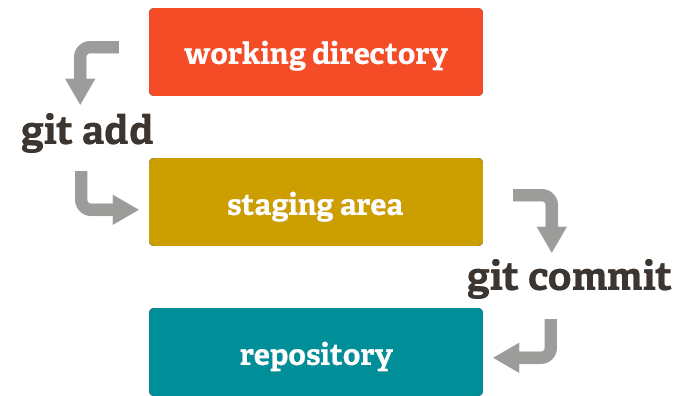 working directory
git add
staging area
git commit
repository